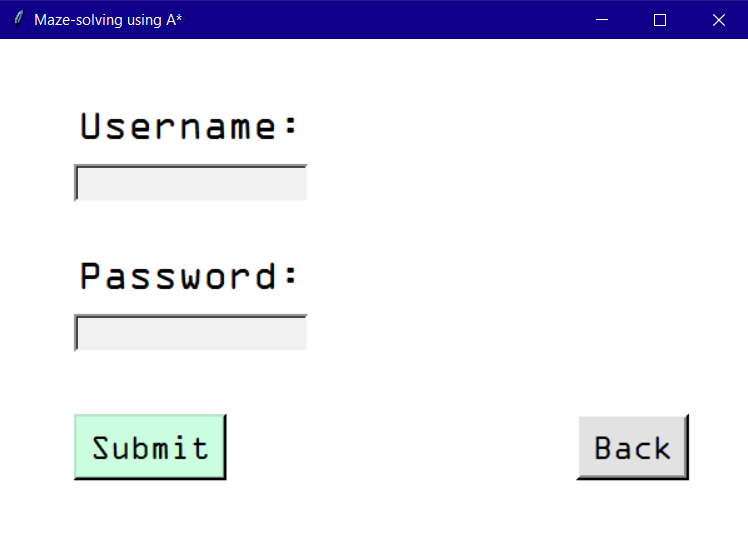 Maze-solving using A*
Username:
Password:
Submit
Back